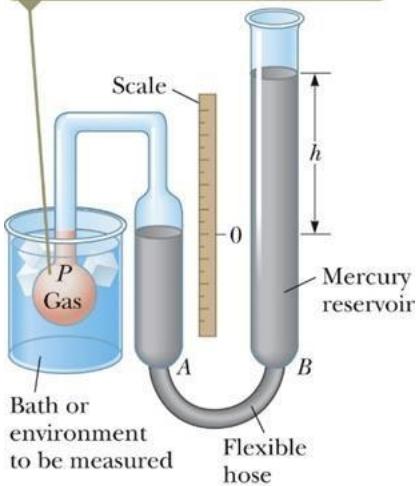 Scale
h
0
P
Gas
Mercury
reservoir
A
B
Bath or
environment
to be measured
Flexible
hose